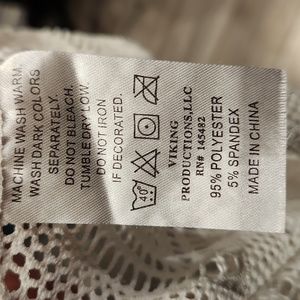 MACHINE WASH WARM.
WASH DARK COLORS
SEPARATELY.
DO NOT BLEACH.
TUMBLE DRY LOW.
DO NOT IRON
IF DECORATED.
40°
VIKING
PRODUCTIONS,LLC
RN# 145482
95% POLYESTER
5% SPANDEX
MADE IN CHINA